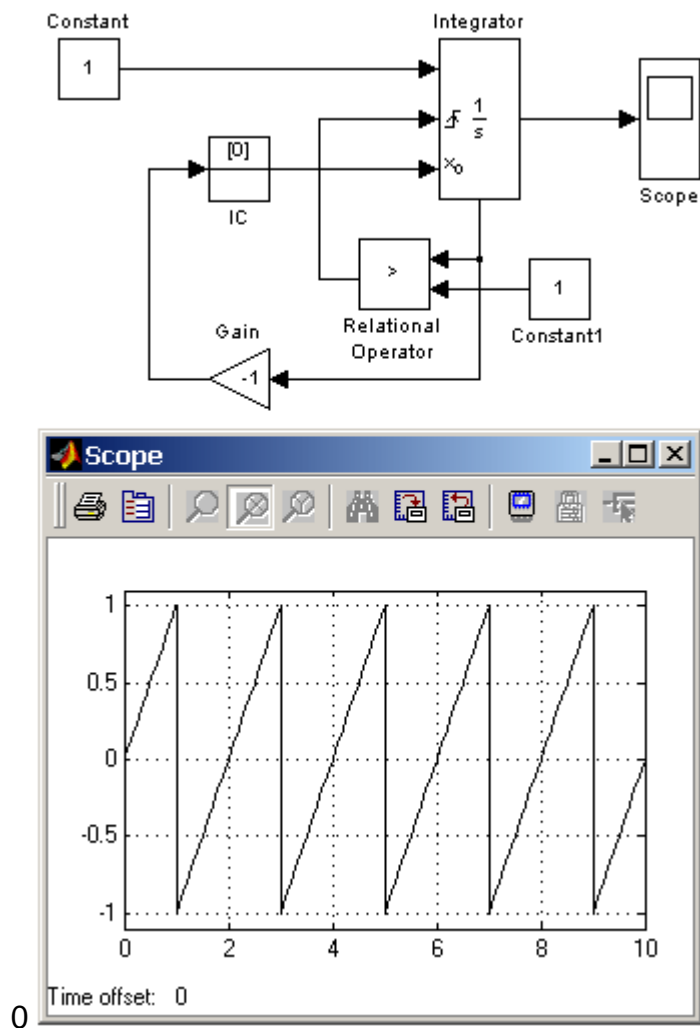 Constant
Integrator
1
1
s
[0]
x₀
IC
Scope
>
1
Relational
Operator
Constant1
Gain
-1
Scope
1
0.5
0
-0.5
-1
0 2 4 6 8 10
Time offset: 0
0